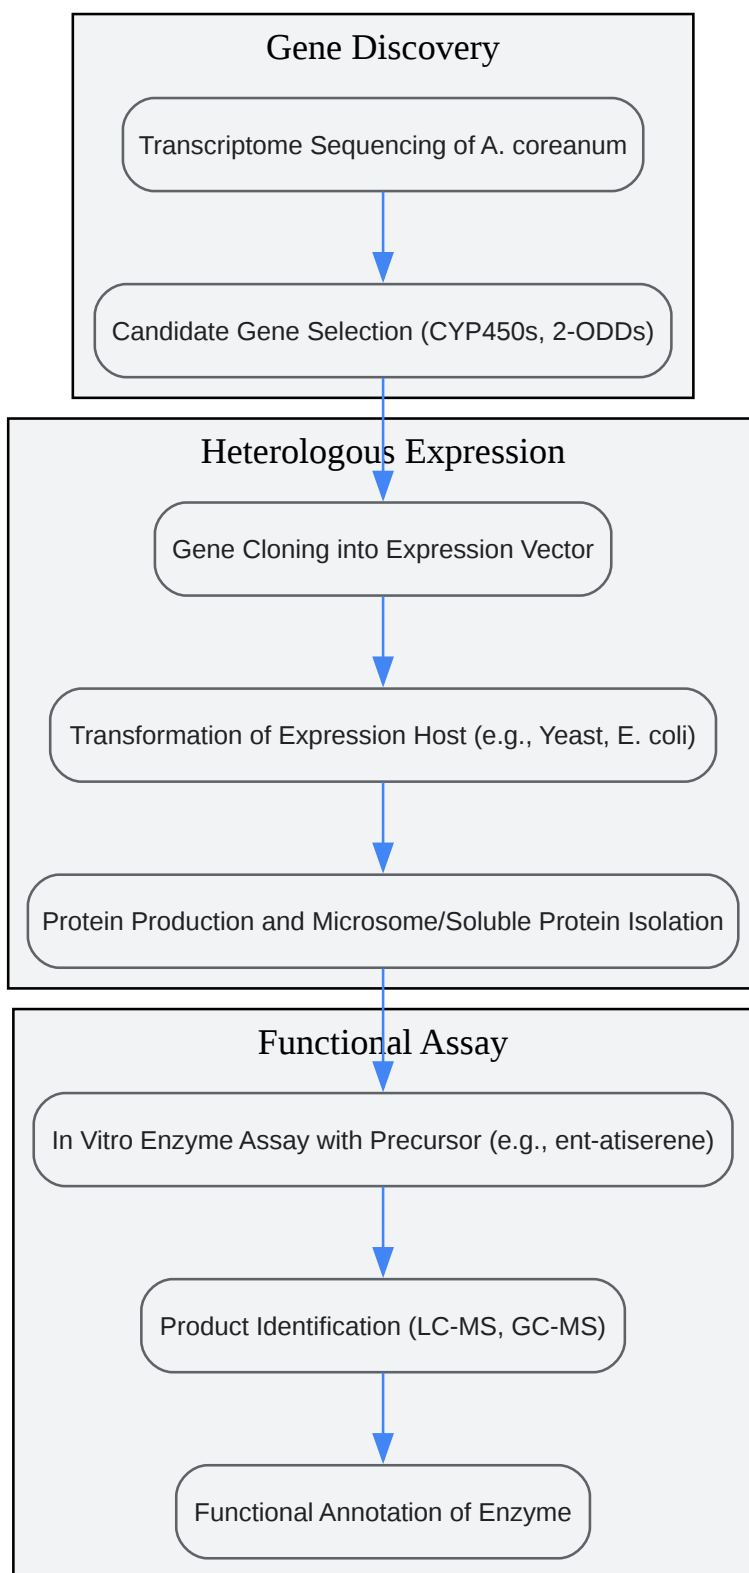 Gene Discovery
Transcriptome Sequencing of A. coreanum
Candidate Gene Selection (CYP450s, 2-ODDs)
Heterologous Expression
Gene Cloning into Expression Vector
Transformation of Expression Host (e.g., Yeast, E. coli)
Protein Production and Microsome/Soluble Protein Isolation
Functional Assay
In Vitro Enzyme Assay with Precursor (e.g., ent-atiserene)
Product Identification (LC-MS, GC-MS)
Functional Annotation of Enzyme